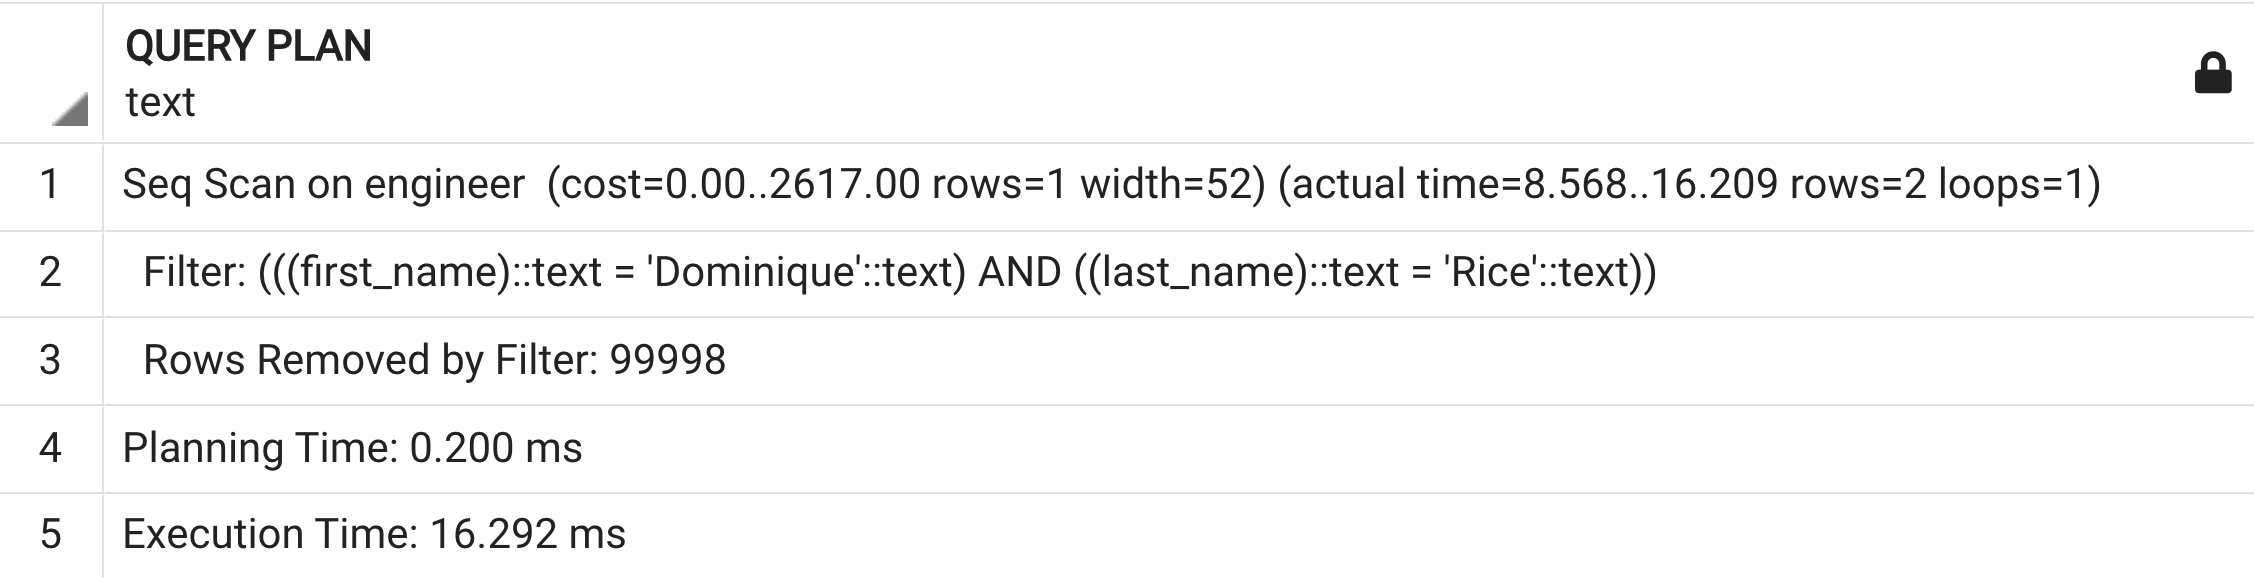 QUERY PLAN
text
1 Seq Scan on engineer  (cost=0.00..2617.00 rows=1 width=52) (actual time=8.568..16.209 rows=2 loops=1)
2 Filter: (((first_name)::text = 'Dominique'::text) AND ((last_name)::text = 'Rice'::text))
3 Rows Removed by Filter: 99998
4 Planning Time: 0.200 ms
5 Execution Time: 16.292 ms